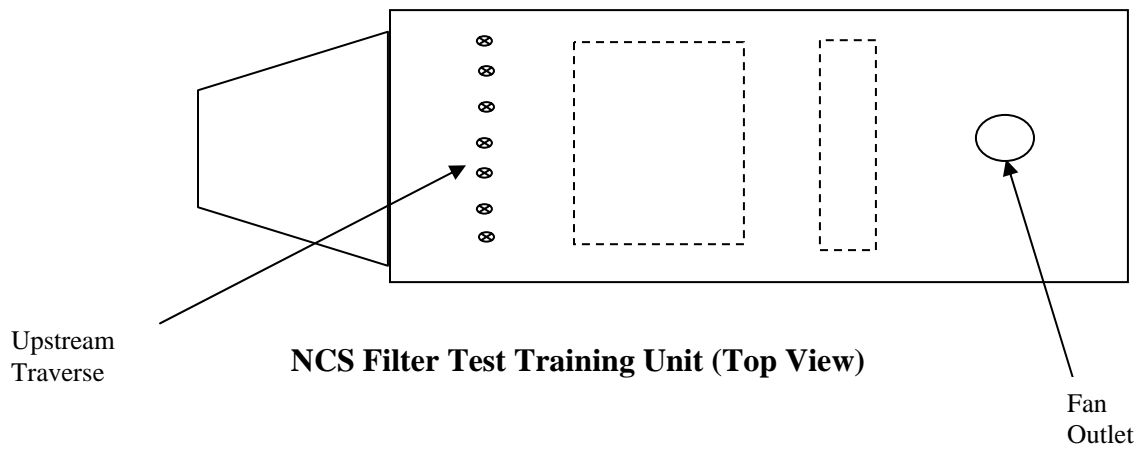 Upstream
Traverse
NCS Filter Test Training Unit (Top View)
Fan
Outlet